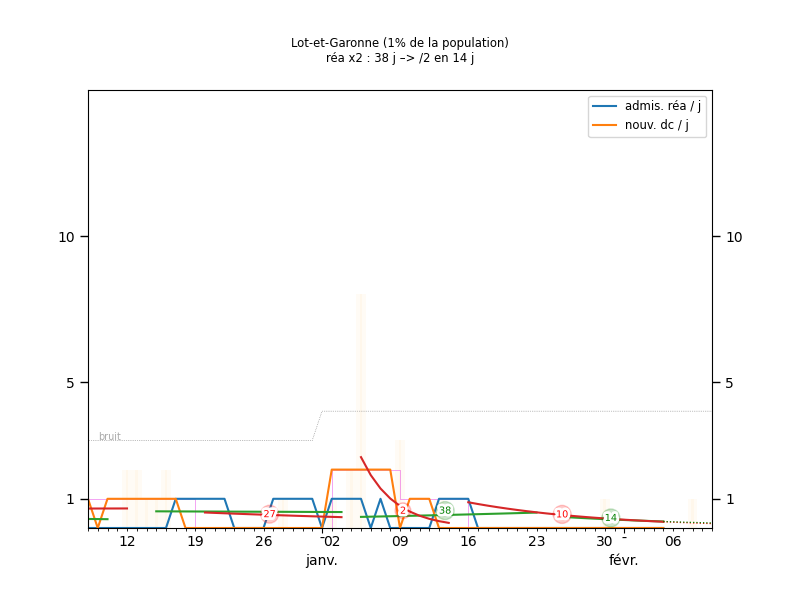 Lot-et-Garonne (1% de la population)
réa x2 : 38 j –> /2 en 14 j
admis. réa / j
nouv. dc / j
10 10
5 5
bruit
1 1
27 2 38 10 14
12 19 26 02 09 16 23 30 06
janv. févr.